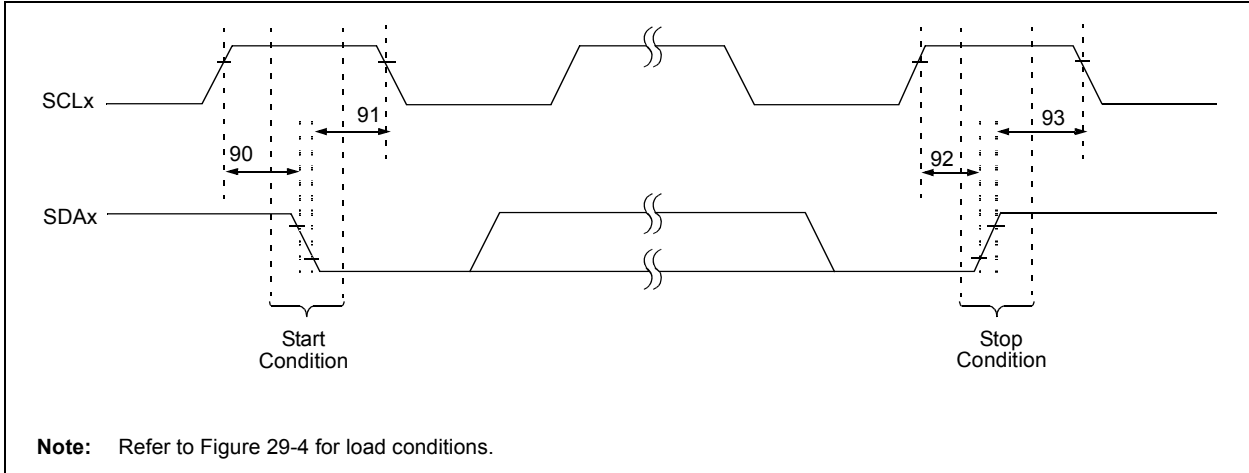 SCLx
91
93
90
92
SDAx
Start
Condition
Stop
Condition
Note: Refer to Figure 29-4 for load conditions.